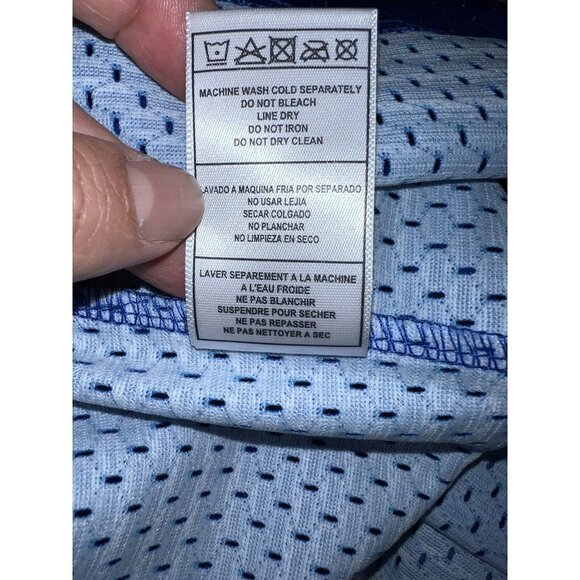 MACHINE WASH COLD SEPARATELY
DO NOT BLEACH
LINE DRY
DO NOT IRON
DO NOT DRY CLEAN
LAVADO A MAQUINA FRIA POR SEPARADO
NO USAR LEJIA
SECAR COLGADO
NO PLANCHAR
NO LIMPIEZA EN SECO
LAVER SEPAREMENT A LA MACHINE
A L'EAU FROIDE
NE PAS BLANCHIR
SUSPENDRE POUR SECHER
NE PAS REPASSER
NE PAS NETTOYER A SEC